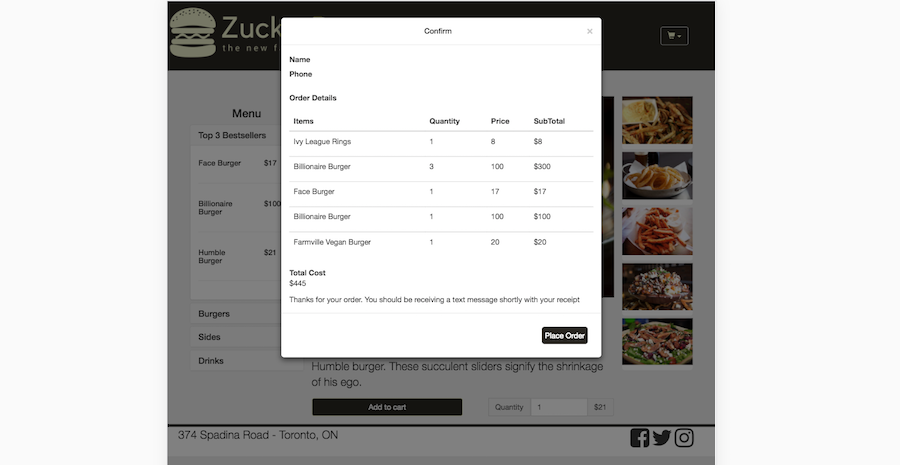 Zuck
the new f
Confirm
×
Name
Phone
Order Details
Items Quantity Price SubTotal
Ivy League Rings 1 8 $8
Billionaire Burger 3 100 $300
Face Burger 1 17 $17
Billionaire Burger 1 100 $100
Farmville Vegan Burger 1 20 $20
Total Cost
$445
Thanks for your order. You should be receiving a text message shortly with your receipt
Place Order
Menu
Top 3 Bestsellers
Face Burger $17
Billionaire $100
Burger
Humble $21
Burger
Burgers
Sides
Drinks
Humble burger. These succulent sliders signify the shrinkage
of his ego.
Add to cart
Quantity 1 $21
374 Spadina Road - Toronto, ON